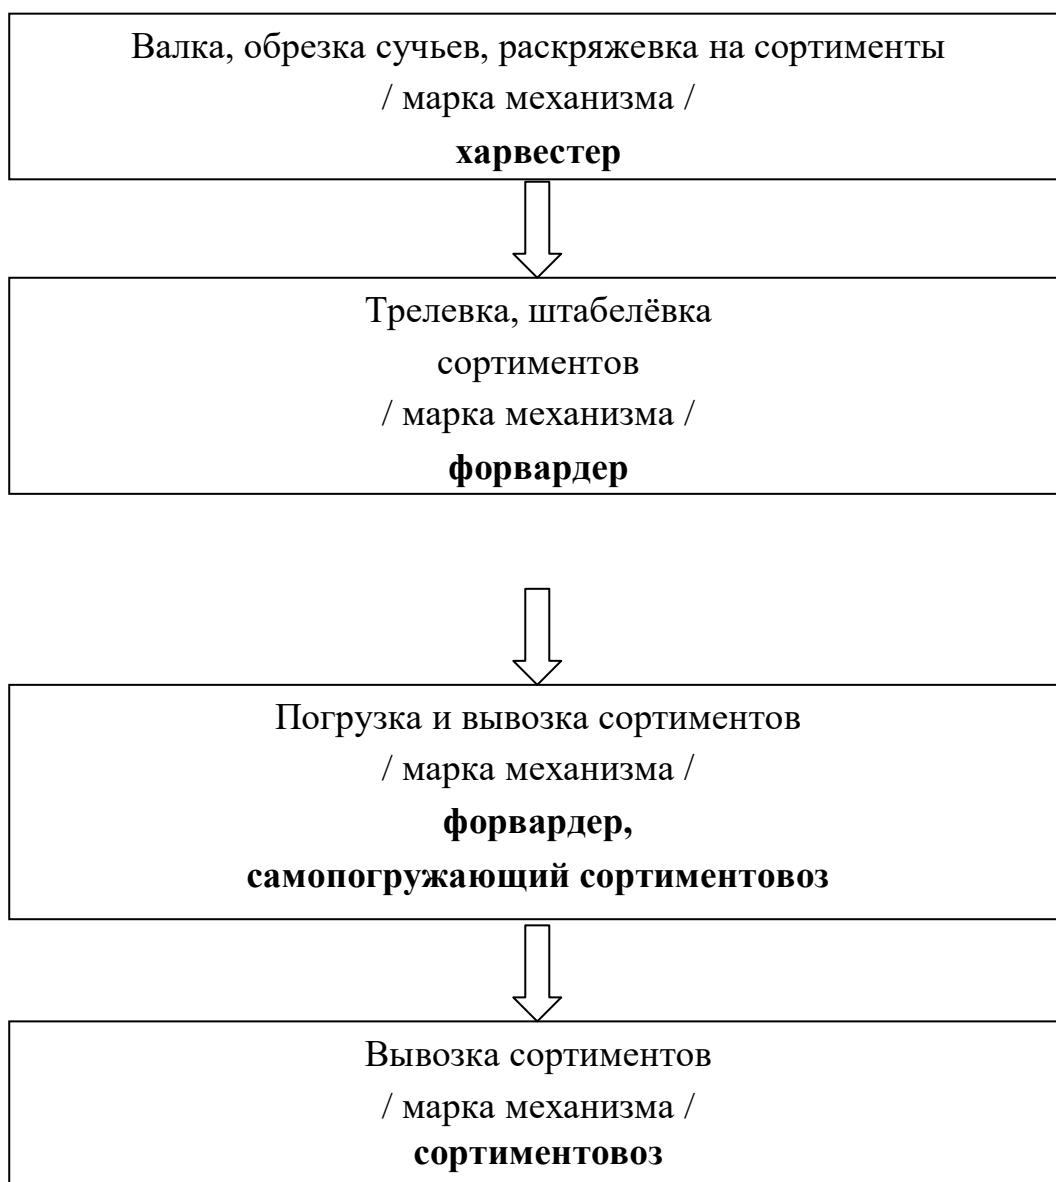 Валка, обрезка сучьев, раскряжевка на сортименты
/ марка механизма /
харвестер
Трелевка, штабелёвка
сортиментов
/ марка механизма /
форвардер
Погрузка и вывозка сортиментов
/ марка механизма /
форвардер,
самопогружающий сортиментовоз
Вывозка сортиментов
/ марка механизма /
сортиментовоз